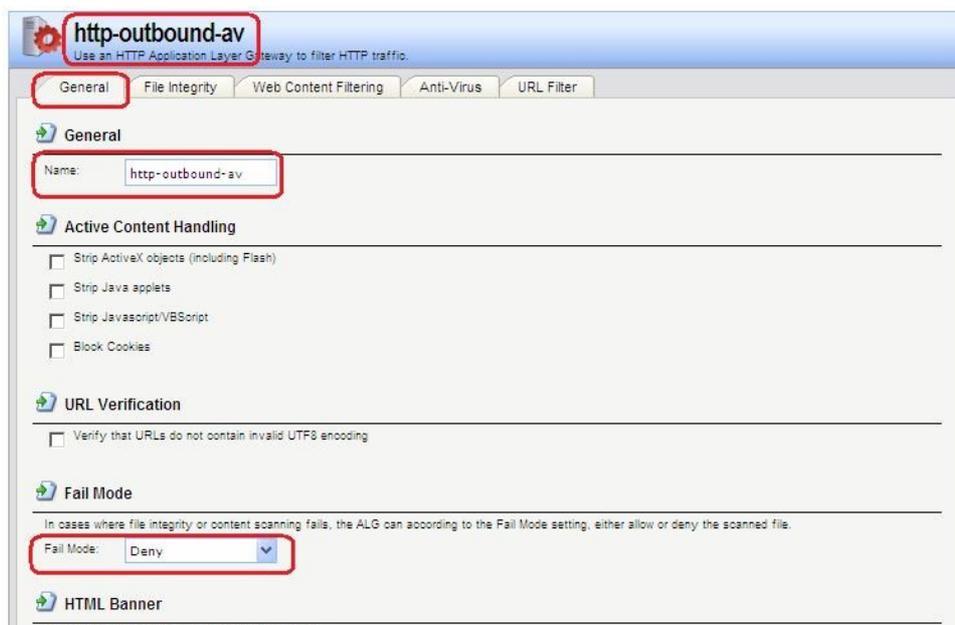 http-outbound-av
Use an HTTP Application Layer Gateway to filter HTTP traffic.
General File Integrity Web Content Filtering Anti-Virus URL Filter
General
Name: http-outbound-av
Active Content Handling
Strip ActiveX objects (including Flash)
Strip Java applets
Strip Javascript/VBScript
Block Cookies
URL Verification
Verify that URLs do not contain invalid UTF8 encoding
Fail Mode
In cases where file integrity or content scanning fails, the ALG can according to the Fail Mode setting, either allow or deny the scanned file.
Fail Mode: Deny
HTML Banner